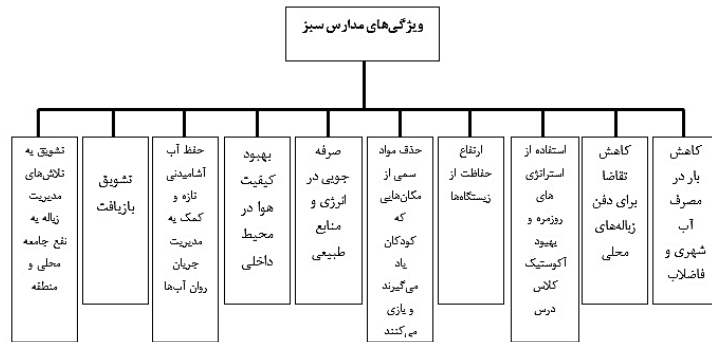 ویژگی‌های مدارس سبز
کاهش
بار در
مصرف
آب
شهری و
فاضلاب
کاهش
تقاضا
برای دفن
زباله‌های
محلی
استفاده از
استراتژی
های
روزمره و
بهبود
آکوستیک
کلاس
درس
ارتفاع
حفاظت از
زیستگاه‌ها
حذف مواد
سمی از
مکان‌هایی
که
کودکان
یاد
می‌گیرند
و بازی
می‌کنند
صرفه
جویی در
انرژی و
منابع
طبیعی
بهبود
کیفیت
هوا در
محیط
داخلی
حفظ آب
آشامیدنی
تازه و
کمک به
مدیریت
جریان
روان آب‌ها
تشویق
بازیافت
تشویق به
تلاش‌های
مدیریت
زباله به
نفع جامعه
محلی و
منطقه